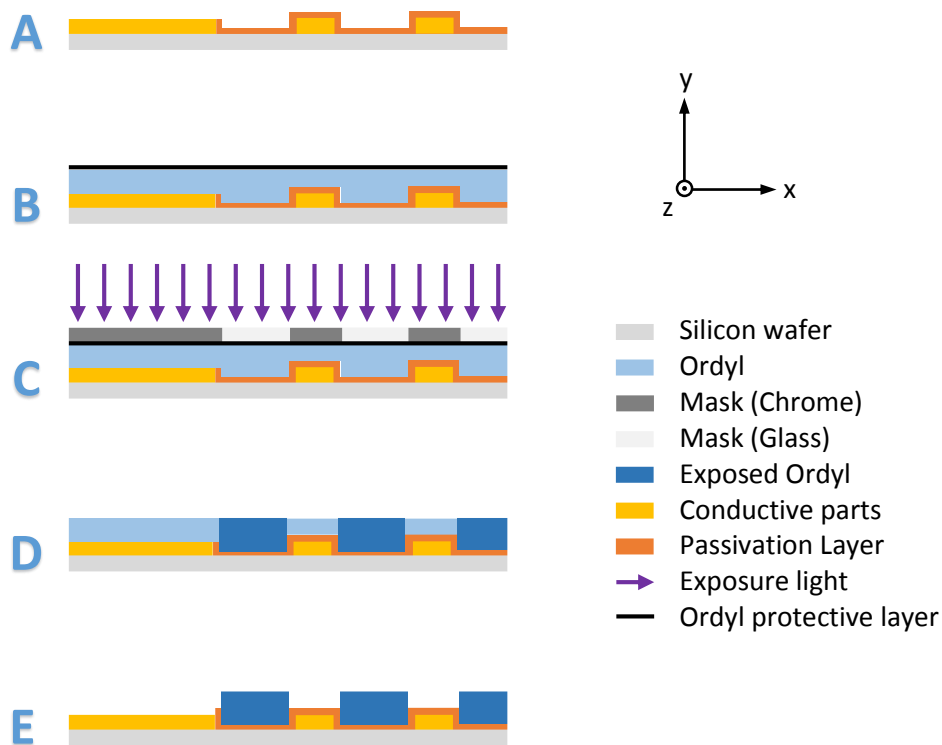 A
B
C
D
E
y
x
z
Silicon wafer
Ordyl
Mask (Chrome)
Mask (Glass)
Exposed Ordyl
Conductive parts
Passivation Layer
Exposure light
Ordyl protective layer